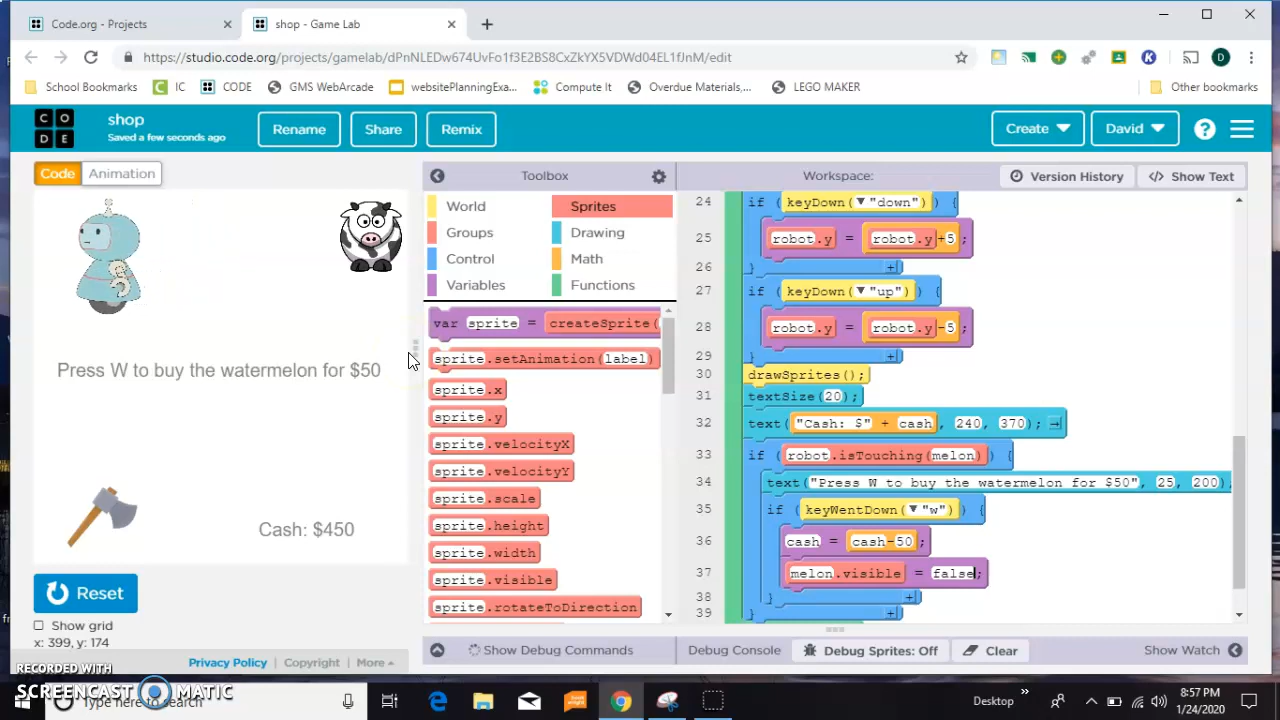 Code.org - Projects
shop - Game Lab
https://studio.code.org/projects/gamelab/dPnNLEDw674UvFo1f3E2BS8CxZkYX5VDWd04EL1fJnM/edit
D
School Bookmarks
IC
CODE
GMS WebArcade
websitePlanningExa...
Compute It
Overdue Materials,...
LEGO MAKER
Other bookmarks
C O D E
shop
Saved a few seconds ago
Rename
Share
Remix
Create
David
?
Code
Animation
Toolbox
Workspace:
Version History
</> Show Text
World
Sprites
Groups
Drawing
Control
Math
Variables
Functions
var sprite = createSprite(
sprite.setAnimation(label)
sprite.x
sprite.y
sprite.velocityX
sprite.velocityY
sprite.scale
sprite.height
sprite.width
sprite.visible
sprite.rotateToDirection
24 if ( keyDown( "down") ) {
25 robot.y = robot.y+5 ;
26 }
27 if ( keyDown( "up") ) {
28 robot.y = robot.y-5 ;
29 }
30 drawSprites();
31 textSize(20);
32 text("Cash: $" + cash, 240, 370);
33 if ( robot.isTouching(melon) ) {
34 text("Press W to buy the watermelon for $50", 25, 200)
35 if ( keyWentDown( "w") ) {
36 cash = cash-50 ;
37 melon.visible = false;
38 }
39 }
Press W to buy the watermelon for $50
Cash: $450
Reset
Show grid
x: 399, y: 174
Privacy Policy
Copyright
More
Show Debug Commands
Debug Console
Debug Sprites: Off
Clear
Show Watch
RECORDED WITH
SCREENCAST MATIC
Type here to search
Desktop
8:57 PM
1/24/2020